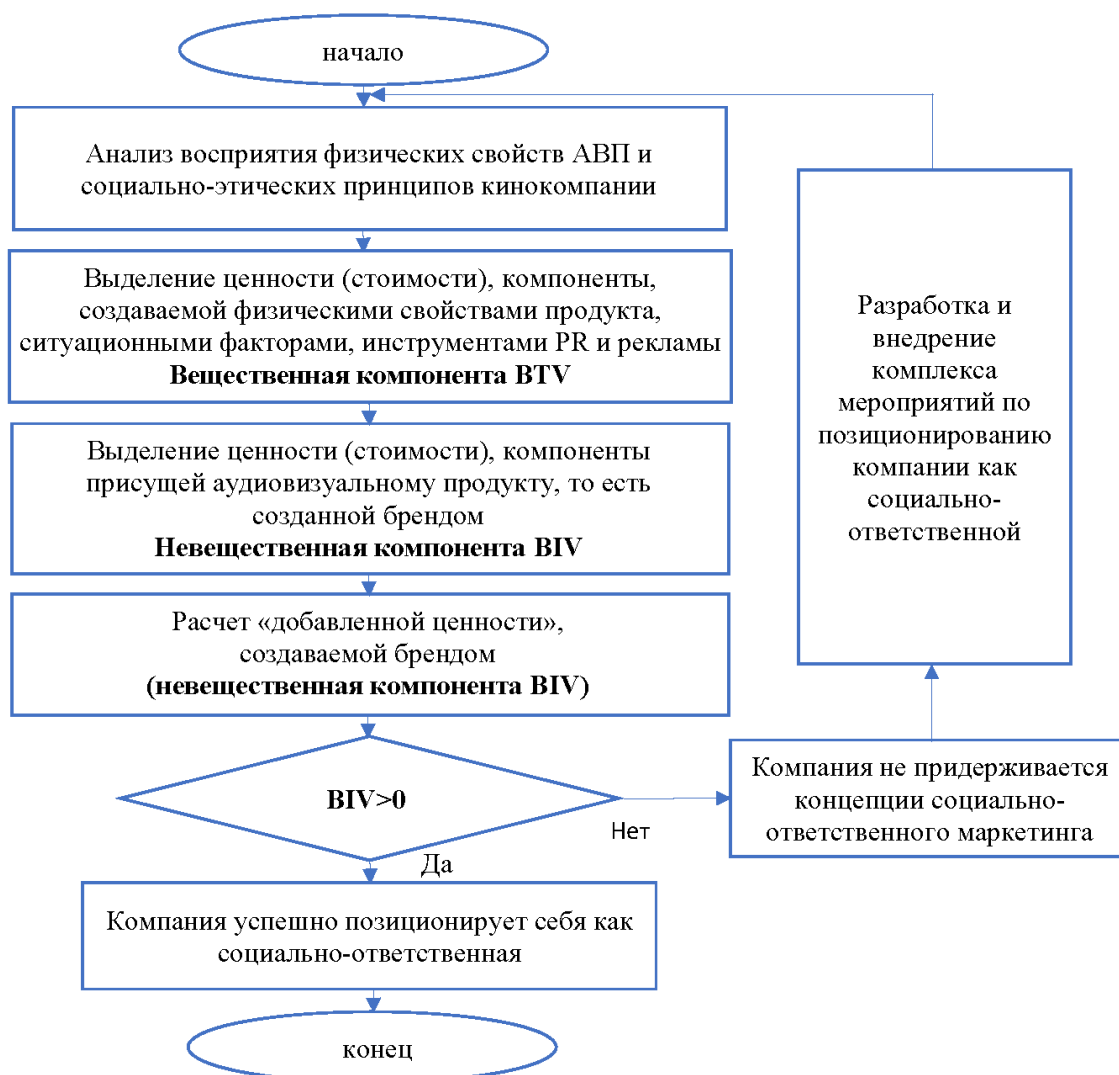 начало
Анализ восприятия физических свойств АВП и
социально-этических принципов кинокомпании
Выделение ценности (стоимости), компоненты,
создаваемой физическими свойствами продукта,
ситуационными факторами, инструментами PR и рекламы
Вещественная компонента BTV
Выделение ценности (стоимости), компоненты
присущей аудиовизуальному продукту, то есть
созданной брендом
Невещественная компонента BIV
Расчет «добавленной ценности»,
создаваемой брендом
(невещественная компонента BIV)
BIV>0
Нет
Да
Компания не придерживается
концепции социально-
ответственного маркетинга
Разработка и
внедрение
комплекса
мероприятий по
позиционированию
компании как
социально-
ответственной
Компания успешно позиционирует себя как
социально-ответственная
конец